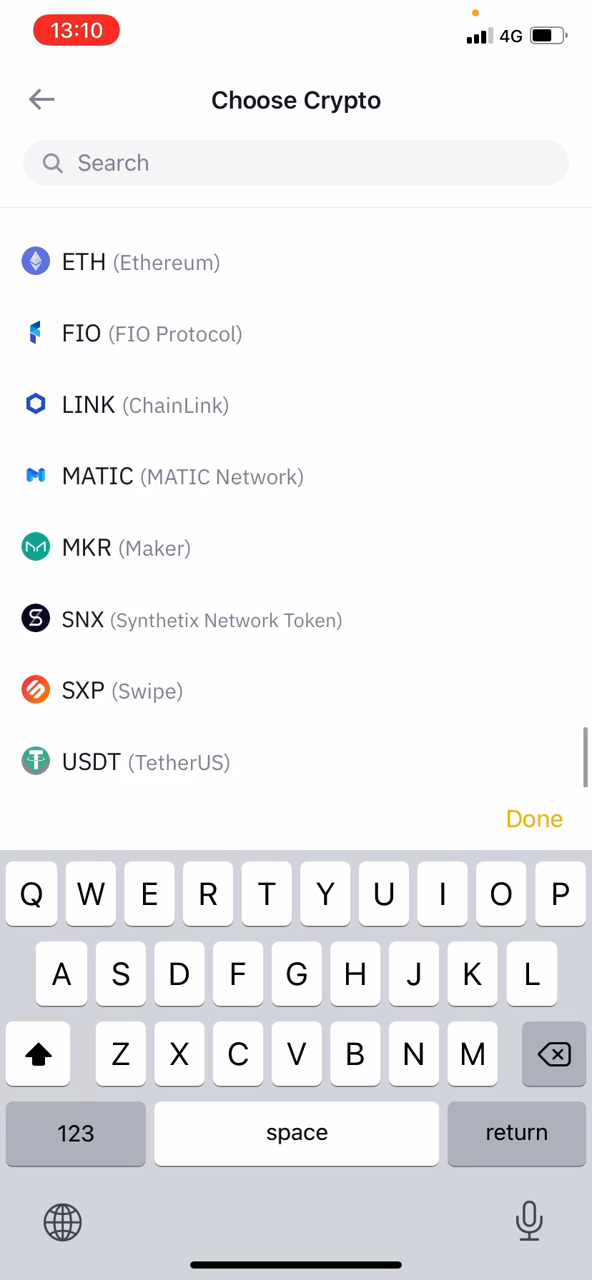 13:10
4G
Choose Crypto
Search
ETH (Ethereum)
FIO (FIO Protocol)
LINK (ChainLink)
MATIC (MATIC Network)
MKR (Maker)
SNX (Synthetix Network Token)
SXP (Swipe)
USDT (TetherUS)
Done
Q W E R T Y U I O P
A S D F G H J K L
Z X C V B N M
123 space return